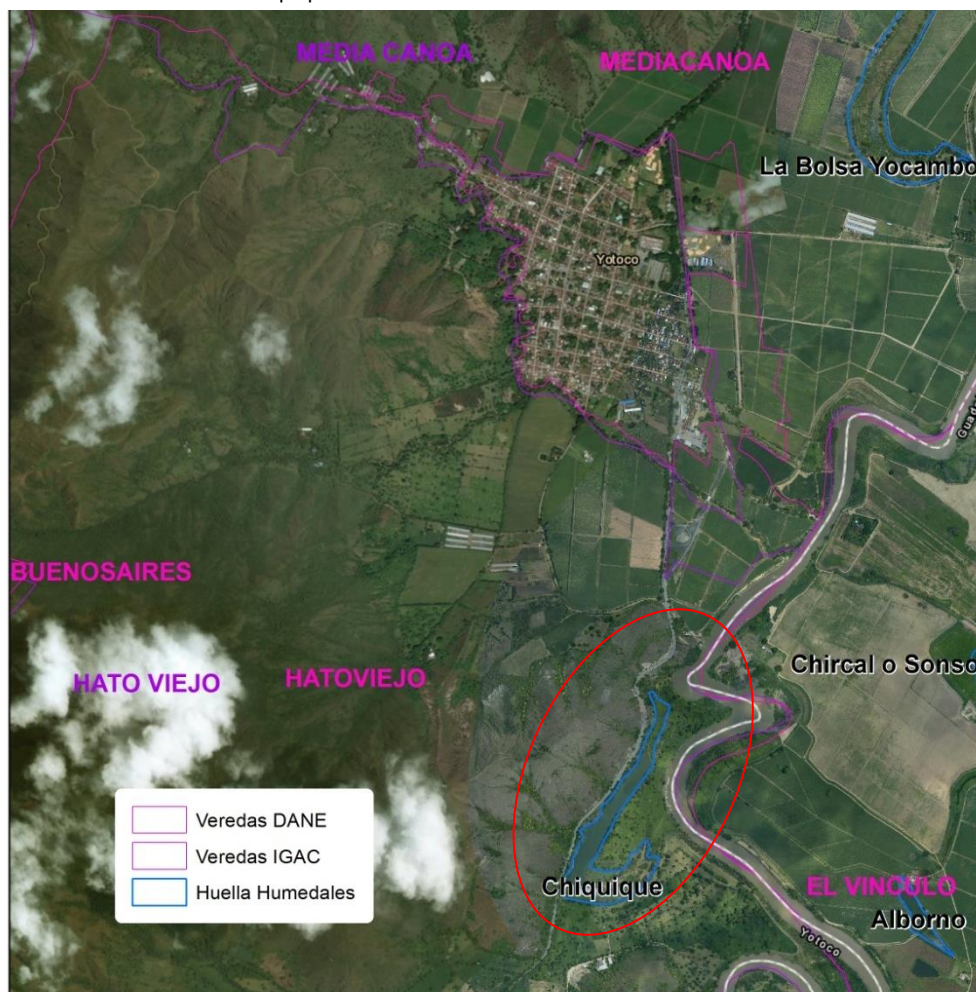 MEDIA CANOA
MEDIACANOA
La Bolsa Yocambo
Yotoco
BUENOSAIRES
Chircal o Sonso
HATO VIEJO
HATOVIEJO
Veredas DANE
Veredas IGAC
Huella Humedales
Chiquique
EL VINCULO
Alborno
Yotoco